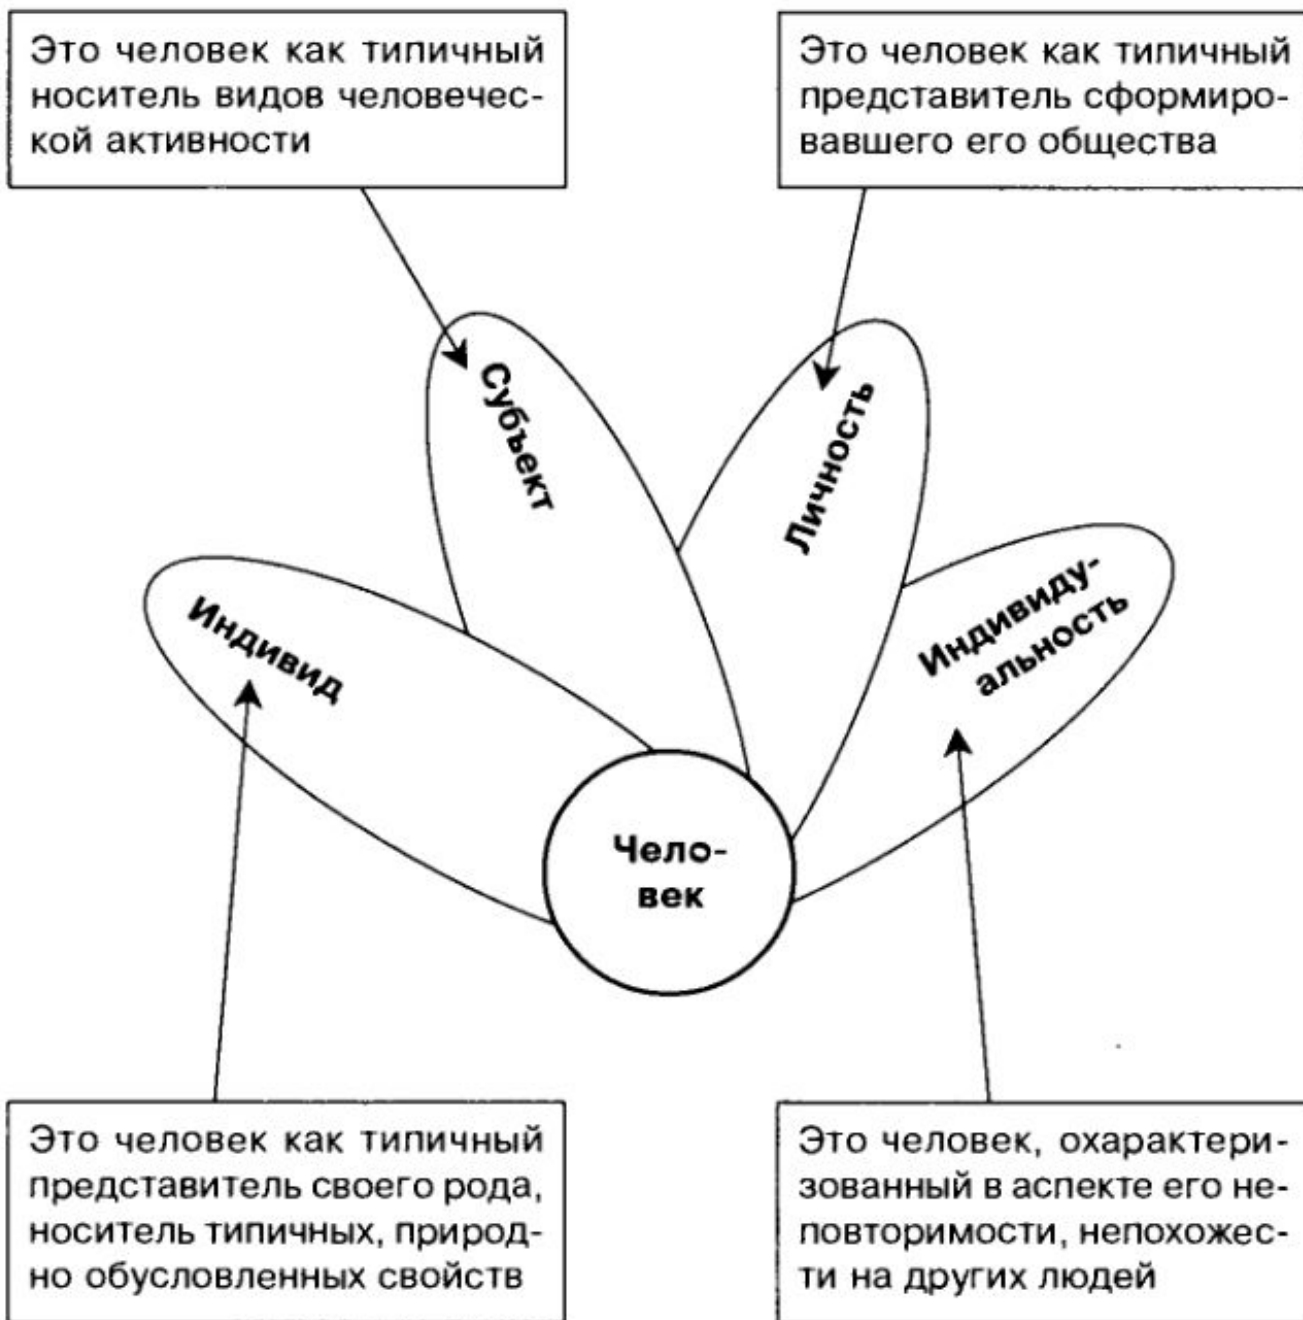 Это человек как типичный
носитель видов человечес-
кой активности
Это человек как типичный
представитель сформиро-
вавшего его общества
Субъект
Личность
Индивид
Индивиду-
альность
Чело-
век
Это человек как типичный
представитель своего рода,
носитель типичных, природ-
но обусловленных свойств
Это человек, охарактери-
зованный в аспекте его не-
повторимости, непохожес-
ти на других людей